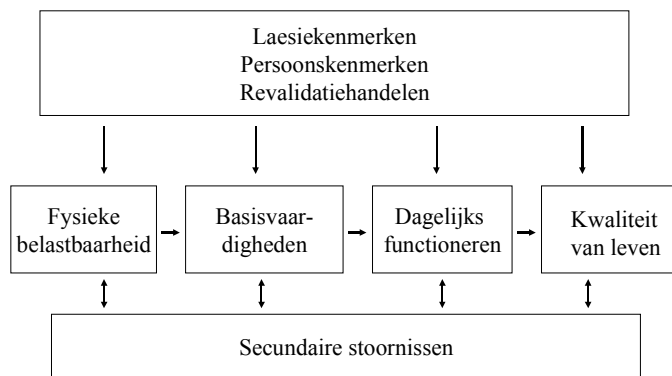 Laesiekenmerken
Persoonskenmerken
Revalidatiehandelen
Fysieke
belastbaarheid
Basisvaar-
digheden
Dagelijks
functioneren
Kwaliteit
van leven
Secundaire stoornissen